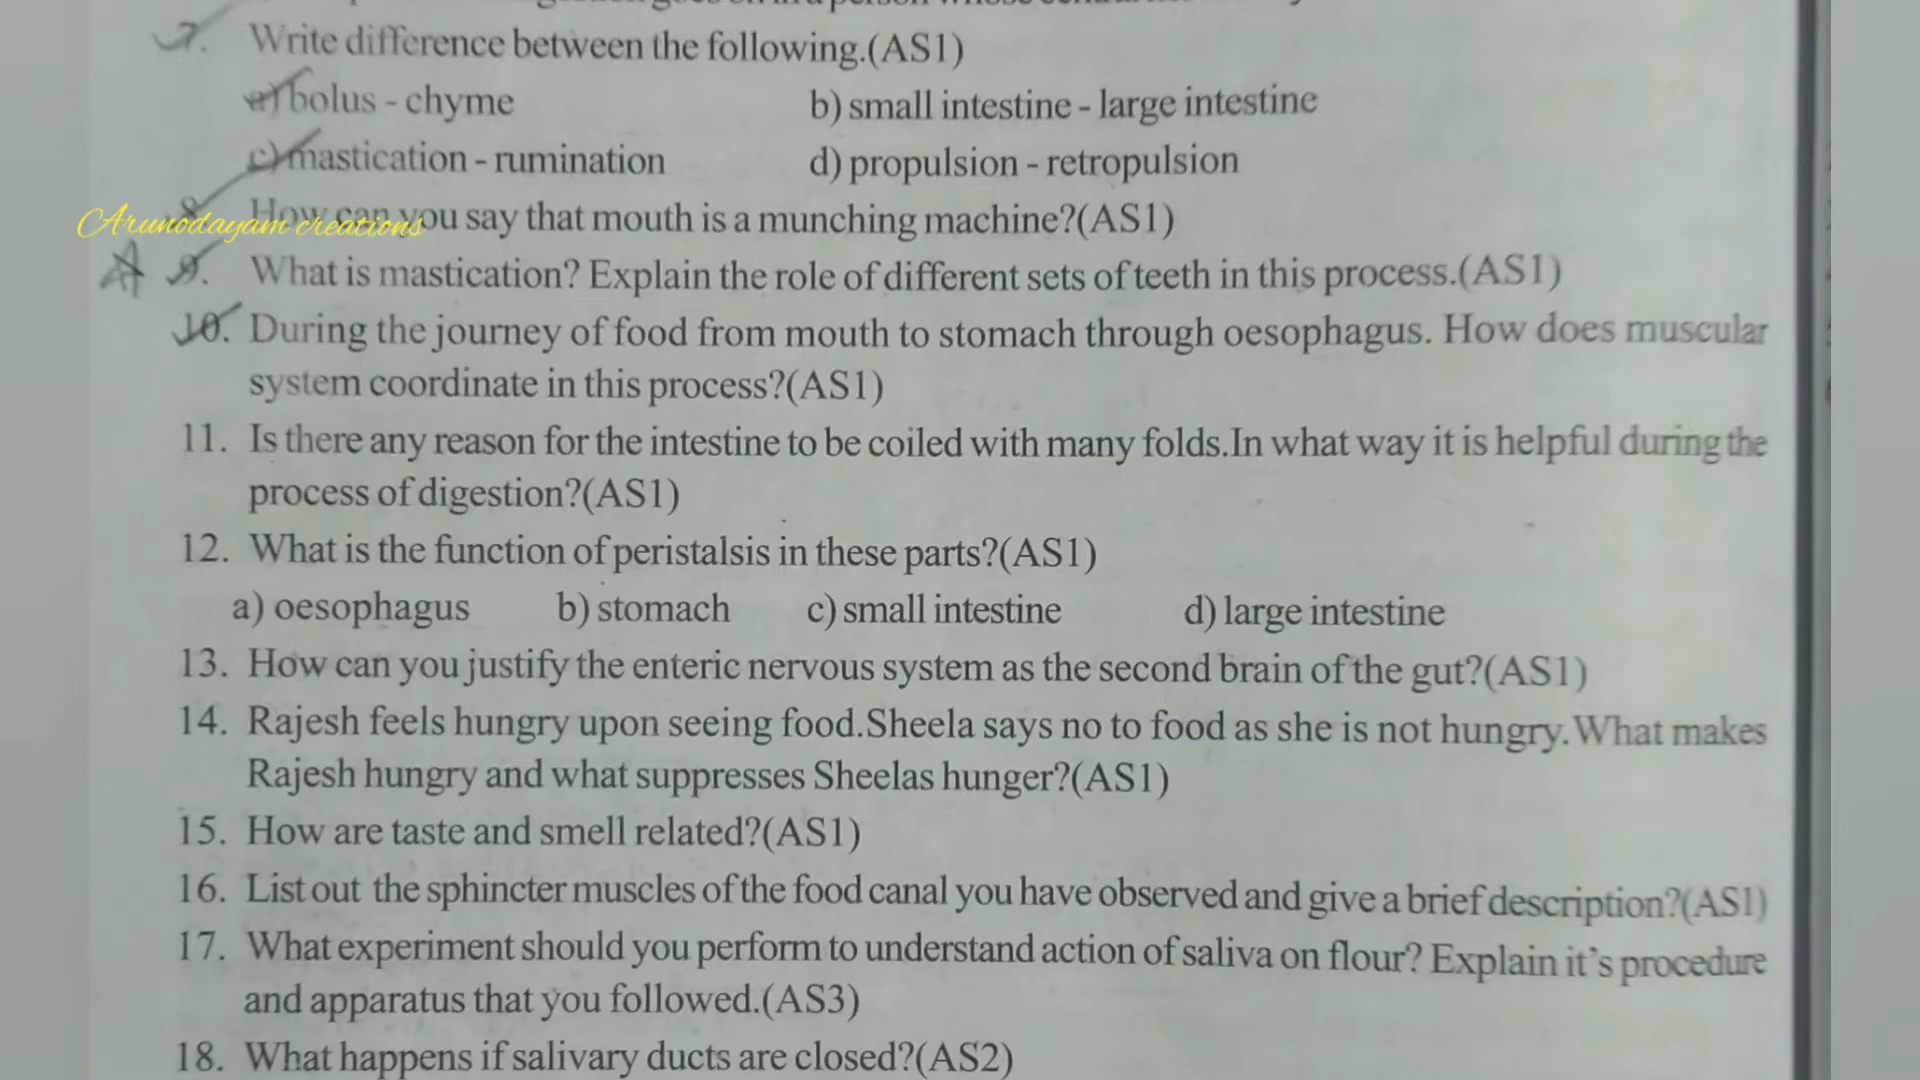 7. Write difference between the following.(AS1)
a) bolus - chyme b) small intestine - large intestine
c) mastication - rumination d) propulsion - retropulsion
8. How can you say that mouth is a munching machine?(AS1)
Arunodayam creations
9. What is mastication? Explain the role of different sets of teeth in this process.(AS1)
10. During the journey of food from mouth to stomach through oesophagus. How does muscular
system coordinate in this process?(AS1)
11. Is there any reason for the intestine to be coiled with many folds.In what way it is helpful during the
process of digestion?(AS1)
12. What is the function of peristalsis in these parts?(AS1)
a) oesophagus b) stomach c) small intestine d) large intestine
13. How can you justify the enteric nervous system as the second brain of the gut?(AS1)
14. Rajesh feels hungry upon seeing food.Sheela says no to food as she is not hungry. What makes
Rajesh hungry and what suppresses Sheelas hunger?(AS1)
15. How are taste and smell related?(AS1)
16. List out the sphincter muscles of the food canal you have observed and give a brief description?(AS1)
17. What experiment should you perform to understand action of saliva on flour? Explain it's procedure
and apparatus that you followed.(AS3)
18. What happens if salivary ducts are closed?(AS2)